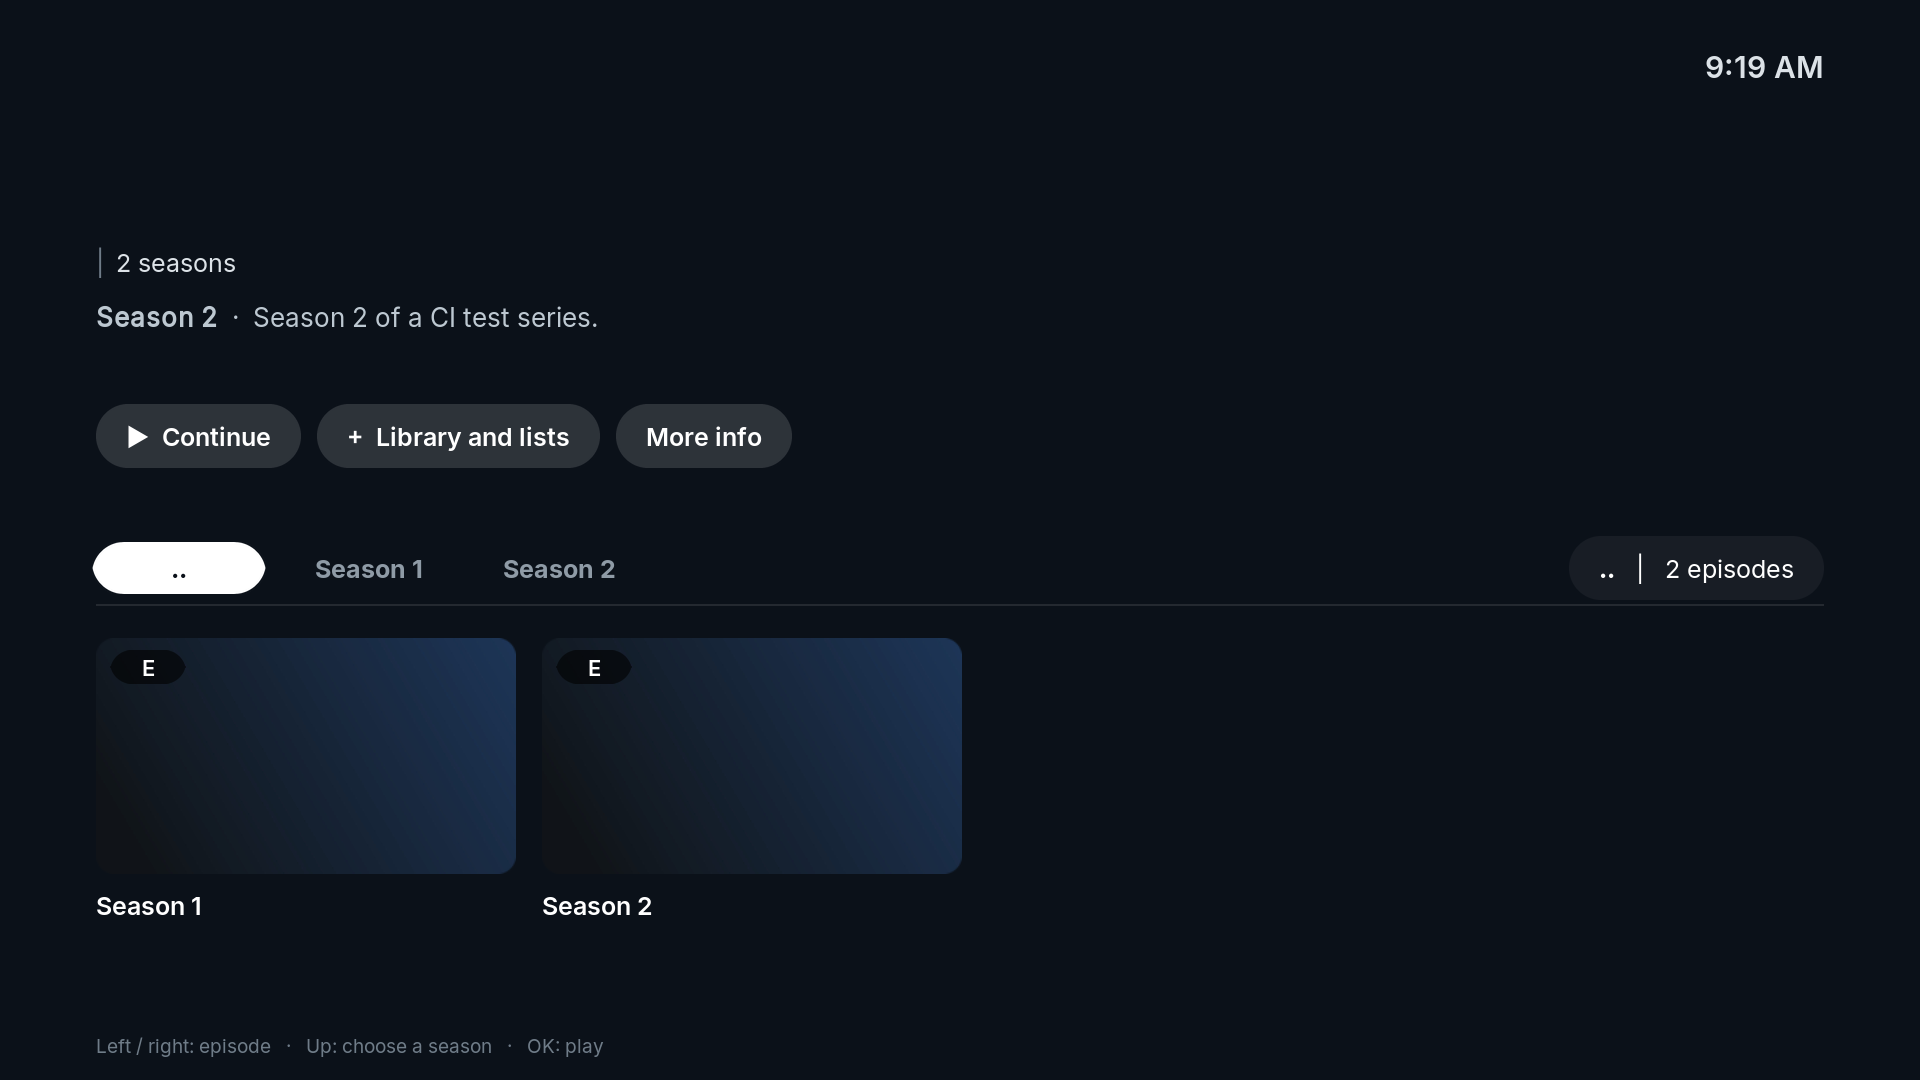 9:19 AM
| 2 seasons
Season 2 · Season 2 of a CI test series.
▶ Continue
+ Library and lists
More info
..
Season 1
Season 2
.. | 2 episodes
E
E
Season 1
Season 2
Left / right: episode · Up: choose a season · OK: play